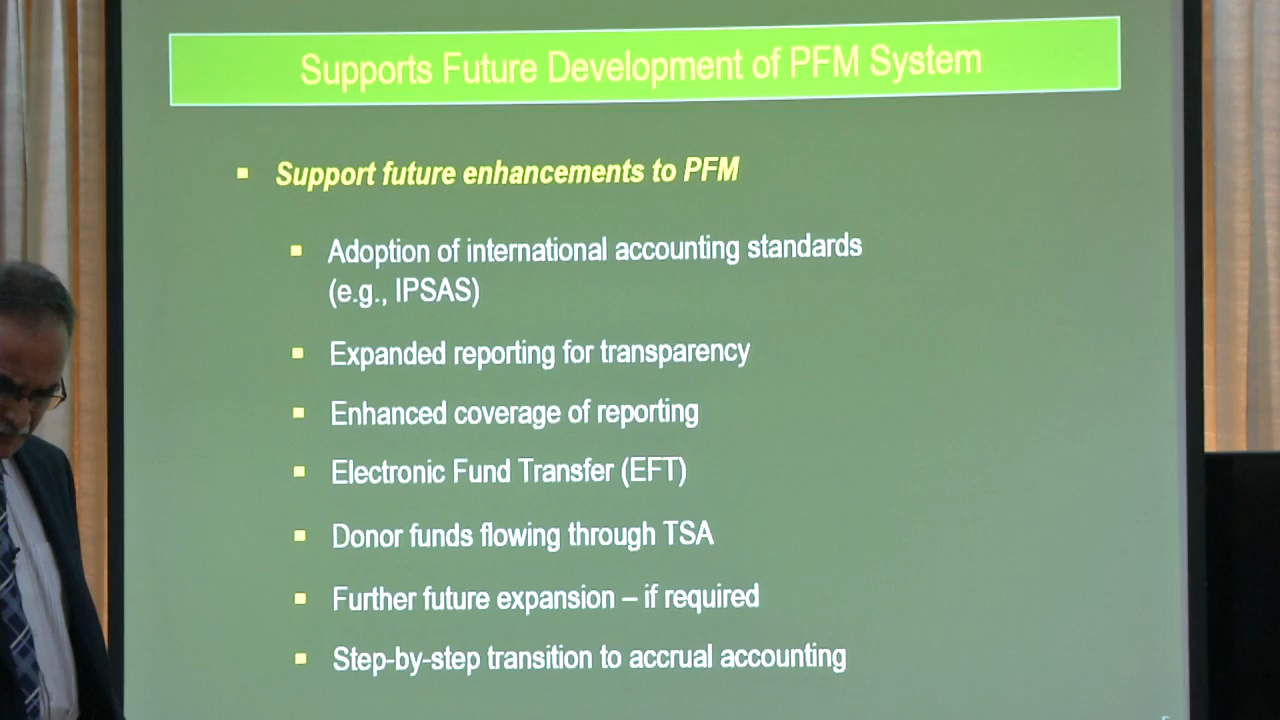 Supports Future Development of PFM System
Support future enhancements to PFM
Adoption of international accounting standards
(e.g., IPSAS)
Expanded reporting for transparency
Enhanced coverage of reporting
Electronic Fund Transfer (EFT)
Donor funds flowing through TSA
Further future expansion – if required
Step-by-step transition to accrual accounting